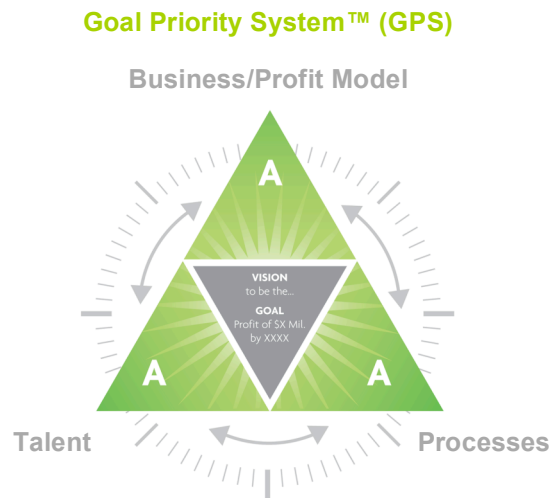 Goal Priority System™ (GPS)
Business/Profit Model
A
VISION
to be the...
GOAL
Profit of $X Mil.
by XXXX
A
A
Talent
Processes